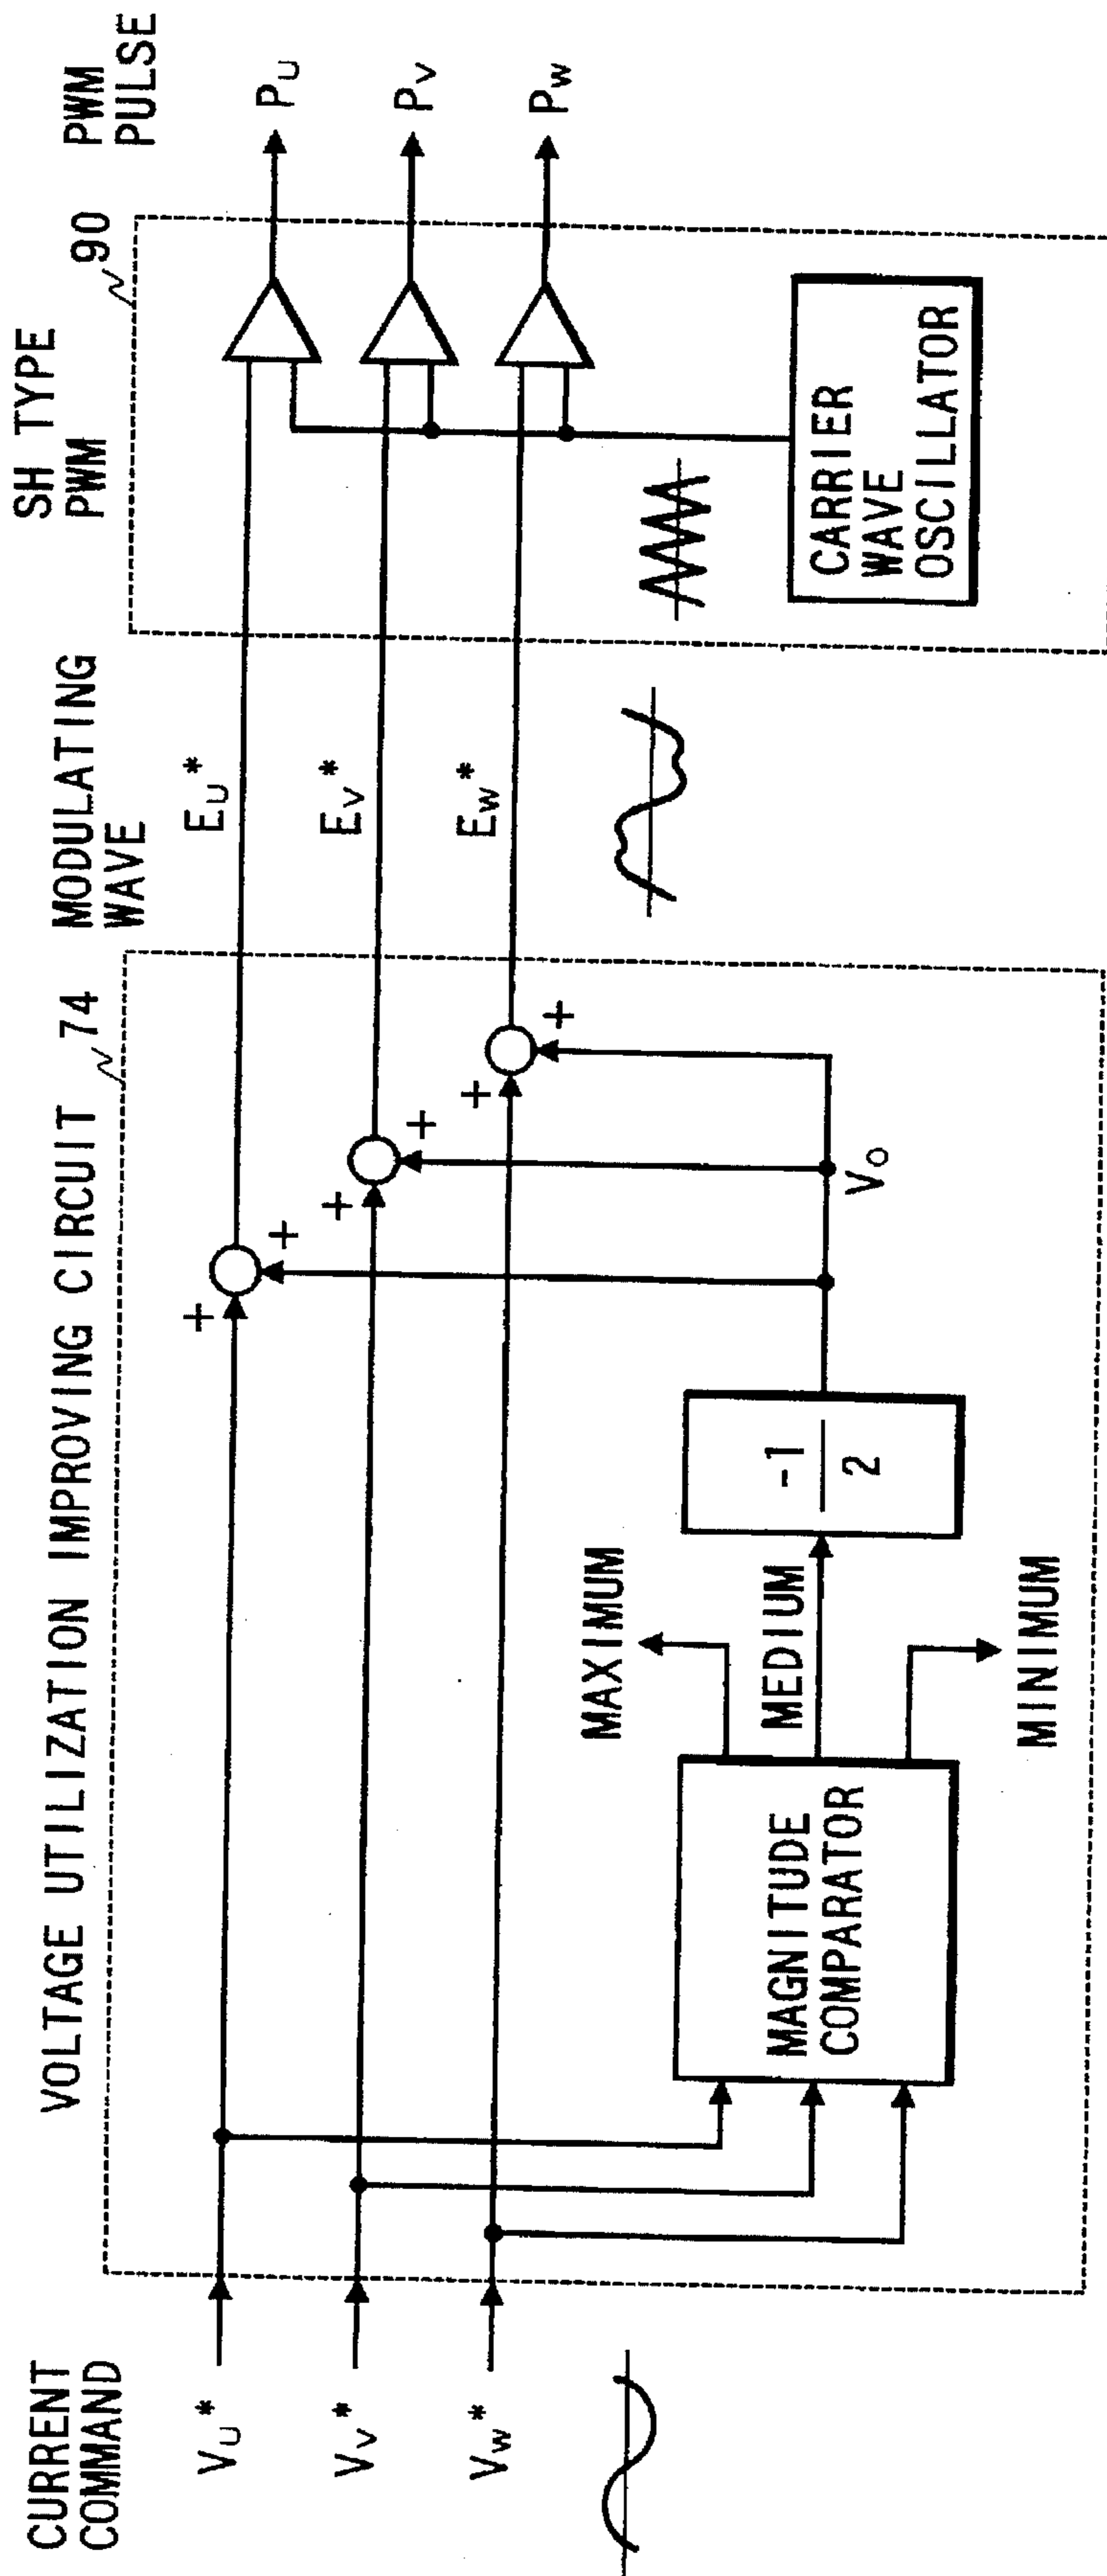 CURRENT
COMMAND
VOLTAGE UTILIZATION IMPROVING CIRCUIT 74
MODULATING
WAVE
SH TYPE
PWM
90
PWM
PULSE
VU*
VV*
VW*
EU*
EV*
EW*
PU
PV
PW
+
+
+
+
+
+
MAXIMUM
MEDIUM
MINIMUM
MAGNITUDE
COMPARATOR
-1
2
VO
CARRIER
WAVE
OSCILLATOR